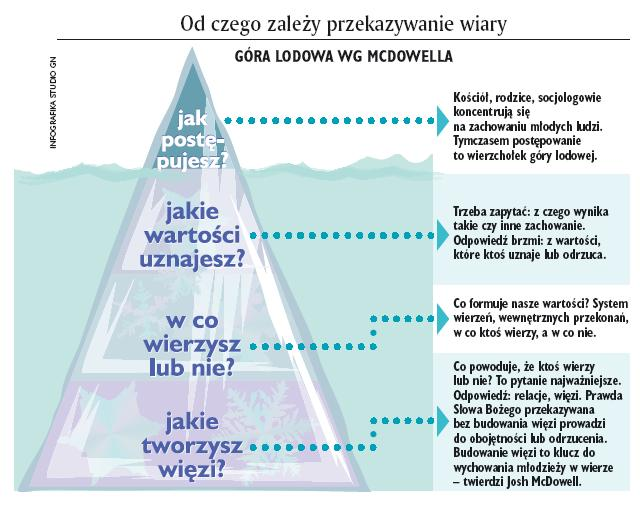 Od czego zależy przekazywanie wiary
GÓRA LODOWA WG MCDOWELLA
INFOGRAFIKA STUDIO GN
jak
postę-
pujesz?
Kościół, rodzice, socjologowie
koncentrują się
na zachowaniu młodych ludzi.
Tymczasem postępowanie
to wierzchołek góry lodowej.
jakie
wartości
uznajesz?
Trzeba zapytać: z czego wynika
takie czy inne zachowanie.
Odpowiedź brzmi: z wartości,
które ktoś uznaje lub odrzuca.
w co
wierzysz
lub nie?
Co formuje nasze wartości? System
wierzeń, wewnętrznych przekonań,
w co ktoś wierzy, a w co nie.
jakie
tworzysz
więzi?
Co powoduje, że ktoś wierzy
lub nie? To pytanie najważniejsze.
Odpowiedź: relacje, więzi. Prawda
Słowa Bożego przekazywana
bez budowania więzi prowadzi
do obojętności lub odrzucenia.
Budowanie więzi to klucz do
wychowania młodzieży w wierze
– twierdzi Josh McDowell.